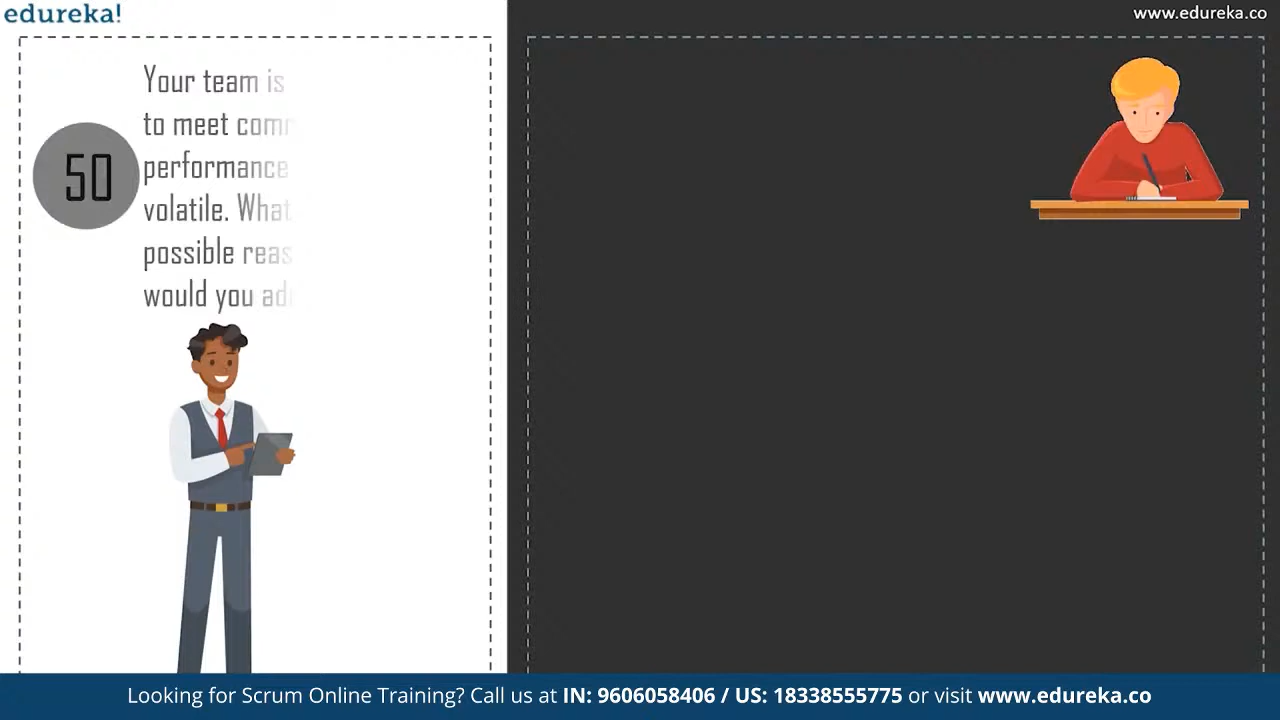 edureka!
www.edureka.co
50
Your team is
to meet
performance
volatile. What
possible
would you
Looking for Scrum Online Training? Call us at IN: 9606058406 / US: 18338555775 or visit www.edureka.co